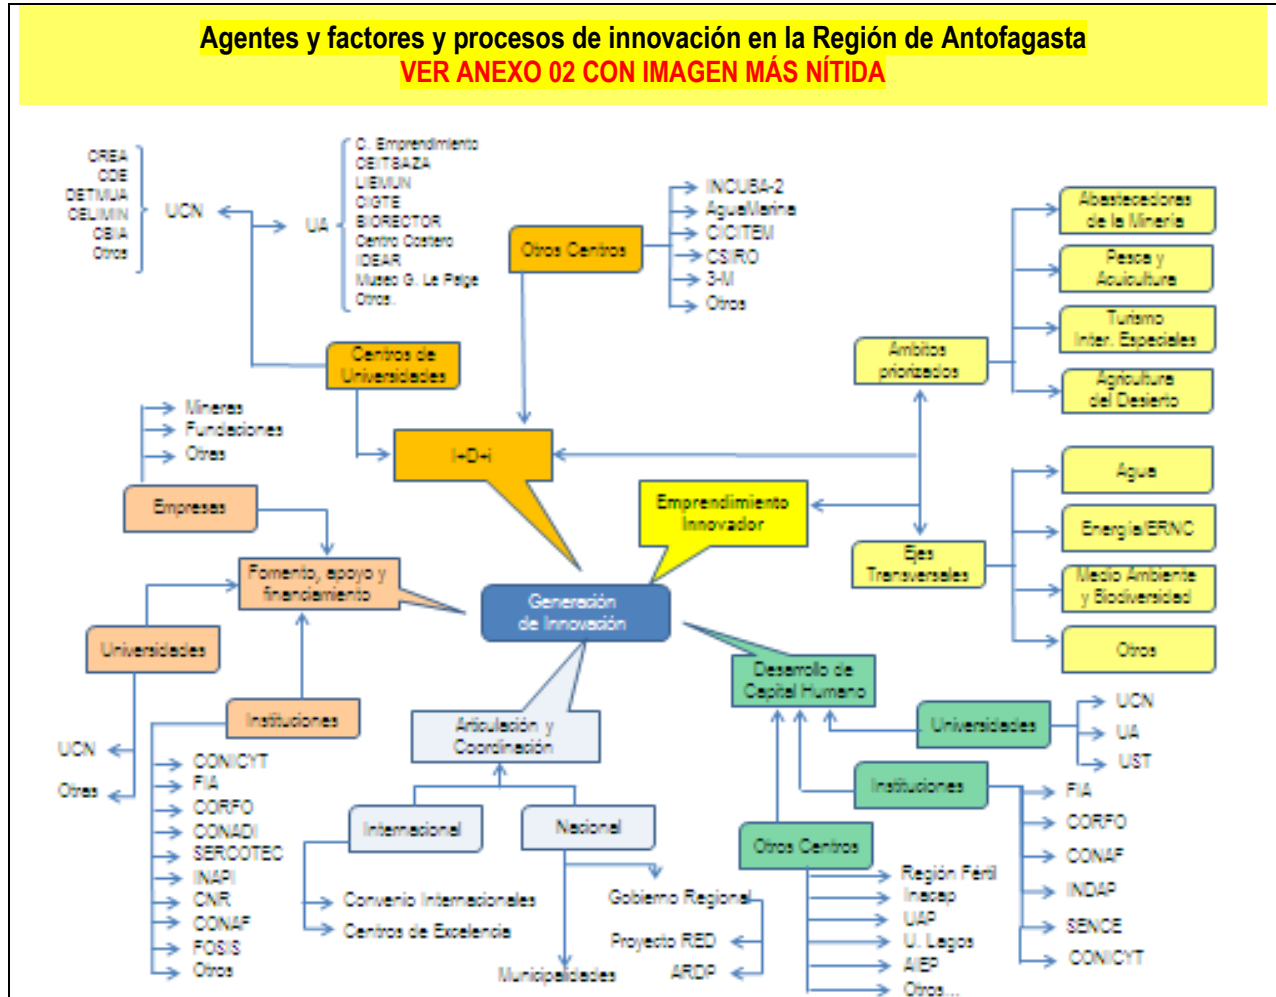 Agentes y factores y procesos de innovación en la Región de Antofagasta
VER ANEXO 02 CON IMAGEN MÁS NÍTIDA
CREA
CDE
DETMUA
CELIMIN
CBIA
Otros
UCN
UA
C. Emprendimiento
CEITSAZA
LIEMUN
CIGTE
BIORECTOR
Centro Costero
IDEAR
Museo G. Le Paige
Otros.
Otros Centros
INCUBA-2
AguaMarina
CICITEM
CSIRO
3-M
Otros
Centros de
Universidades
I+D+i
Ambitos
priorizados
Abastecedoras
de la Minería
Pesca y
Acuicultura
Turismo
Inter. Especiales
Agricultura
del Desierto
Mineras
Fundaciones
Otras
Empresas
Fomento, apoyo y
financiamiento
Emprendimiento
Innovador
Ejes
Transversales
Agua
Energía/ERNC
Medio Ambiente
y Biodiversidad
Otros
Generación
de Innovación
Universidades
UCN
Otras
Instituciones
CONICYT
FIA
CORFO
CONADI
SERCOTEC
INAPI
CNR
CONAF
FOSIS
Otros
Articulación y
Coordinación
Internacional
Nacional
Convenio Internacionales
Centros de Excelencia
Municipalidades
Gobierno Regional
Proyecto RED
ARDP
Desarrollo de
Capital Humano
Universidades
UCN
UA
UST
Instituciones
FIA
CORFO
CONAF
INDAP
SENCE
CONICYT
Otros Centros
Región Fértil
Inacap
UAP
U. Lagos
AIEP
Otros...